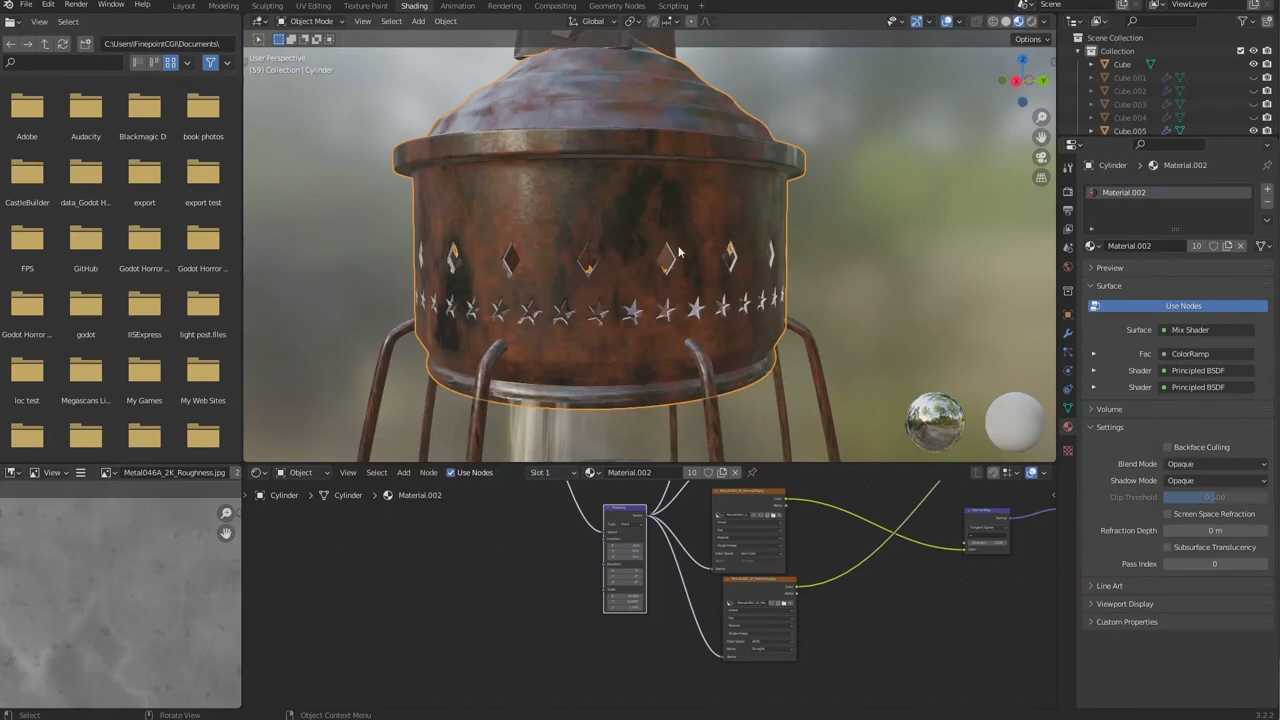 File Edit Render Window Help Layout Modeling Sculpting UV Editing Texture Paint Shading Animation Rendering Compositing Geometry Nodes Scripting Scene ViewLayer
View Select Object Mode View Select Add Object Global Options
C:\Users\FinepointCGI\Documents\
User Perspective
(59) Collection | Cylinder
Adobe Audacity Blackmagic D book photos
CastleBuilder data_Godot H... export export test
FPS GitHub Godot Horror ... Godot Horror ...
Godot Horror ... godot IISExpress light post.files
loc test Megascans Li... My Games My Web Sites
Scene Collection
Collection
Cube
Cube.001
Cube.002
Cube.003
Cube.004
Cube.005
Cylinder Material.002
Material.002
Material.002 10
Preview
Surface
Use Nodes
Surface Mix Shader
Fac ColorRamp
Shader Principled BSDF
Shader Principled BSDF
Volume
Settings
Backface Culling
Blend Mode Opaque
Shadow Mode Opaque
Clip Threshold 0.500
Screen Space Refraction
Refraction Depth 0 m
Subsurface Translucency
Pass Index 0
Line Art
Viewport Display
Custom Properties
View Metal046A_2K_Roughness.jpg 2
Object View Select Add Node Use Nodes Slot 1 Material.002 10
Cylinder Cylinder Material.002
Select Rotate View Object Context Menu 3.2.2